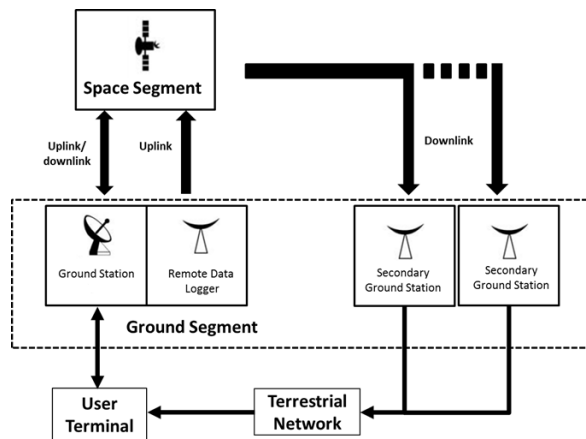 Space Segment
Uplink/
downlink
Uplink
Downlink
Ground Station
Remote Data
Logger
Secondary
Ground Station
Secondary
Ground Station
Ground Segment
User
Terminal
Terrestrial
Network